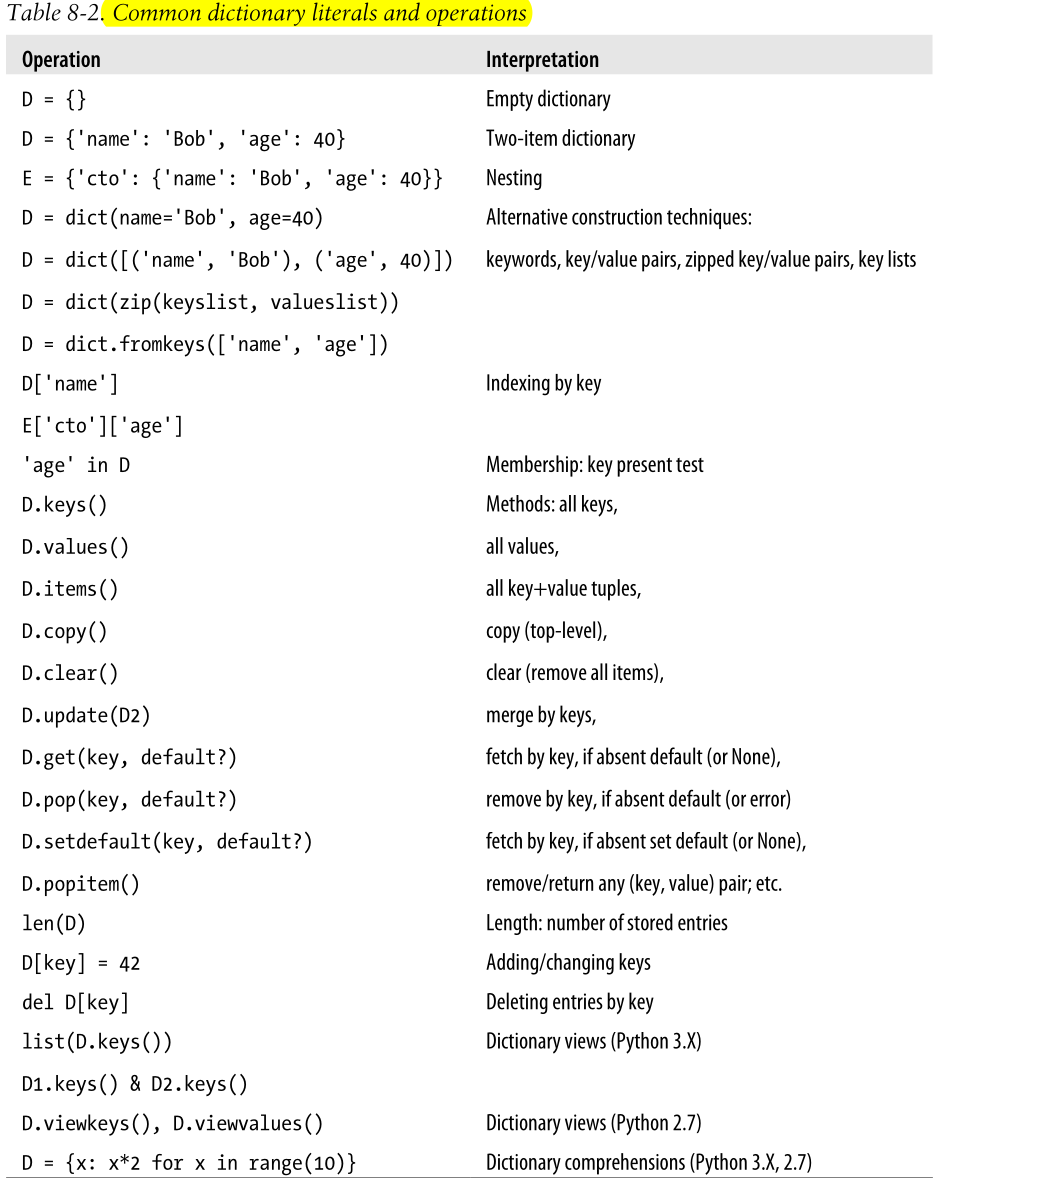 Table 8-2. Common dictionary literals and operations
Operation Interpretation
D = {} Empty dictionary
D = {'name': 'Bob', 'age': 40} Two-item dictionary
E = {'cto': {'name': 'Bob', 'age': 40}} Nesting
D = dict(name='Bob', age=40) Alternative construction techniques:
D = dict([('name', 'Bob'), ('age', 40)]) keywords, key/value pairs, zipped key/value pairs, key lists
D = dict(zip(keyslist, valueslist))
D = dict.fromkeys(['name', 'age'])
D['name'] Indexing by key
E['cto']['age']
'age' in D Membership: key present test
D.keys() Methods: all keys,
D.values() all values,
D.items() all key+value tuples,
D.copy() copy (top-level),
D.clear() clear (remove all items),
D.update(D2) merge by keys,
D.get(key, default?) fetch by key, if absent default (or None),
D.pop(key, default?) remove by key, if absent default (or error)
D.setdefault(key, default?) fetch by key, if absent set default (or None),
D.popitem() remove/return any (key, value) pair; etc.
len(D) Length: number of stored entries
D[key] = 42 Adding/changing keys
del D[key] Deleting entries by key
list(D.keys()) Dictionary views (Python 3.X)
D1.keys() & D2.keys()
D.viewkeys(), D.viewvalues() Dictionary views (Python 2.7)
D = {x: x*2 for x in range(10)} Dictionary comprehensions (Python 3.X, 2.7)